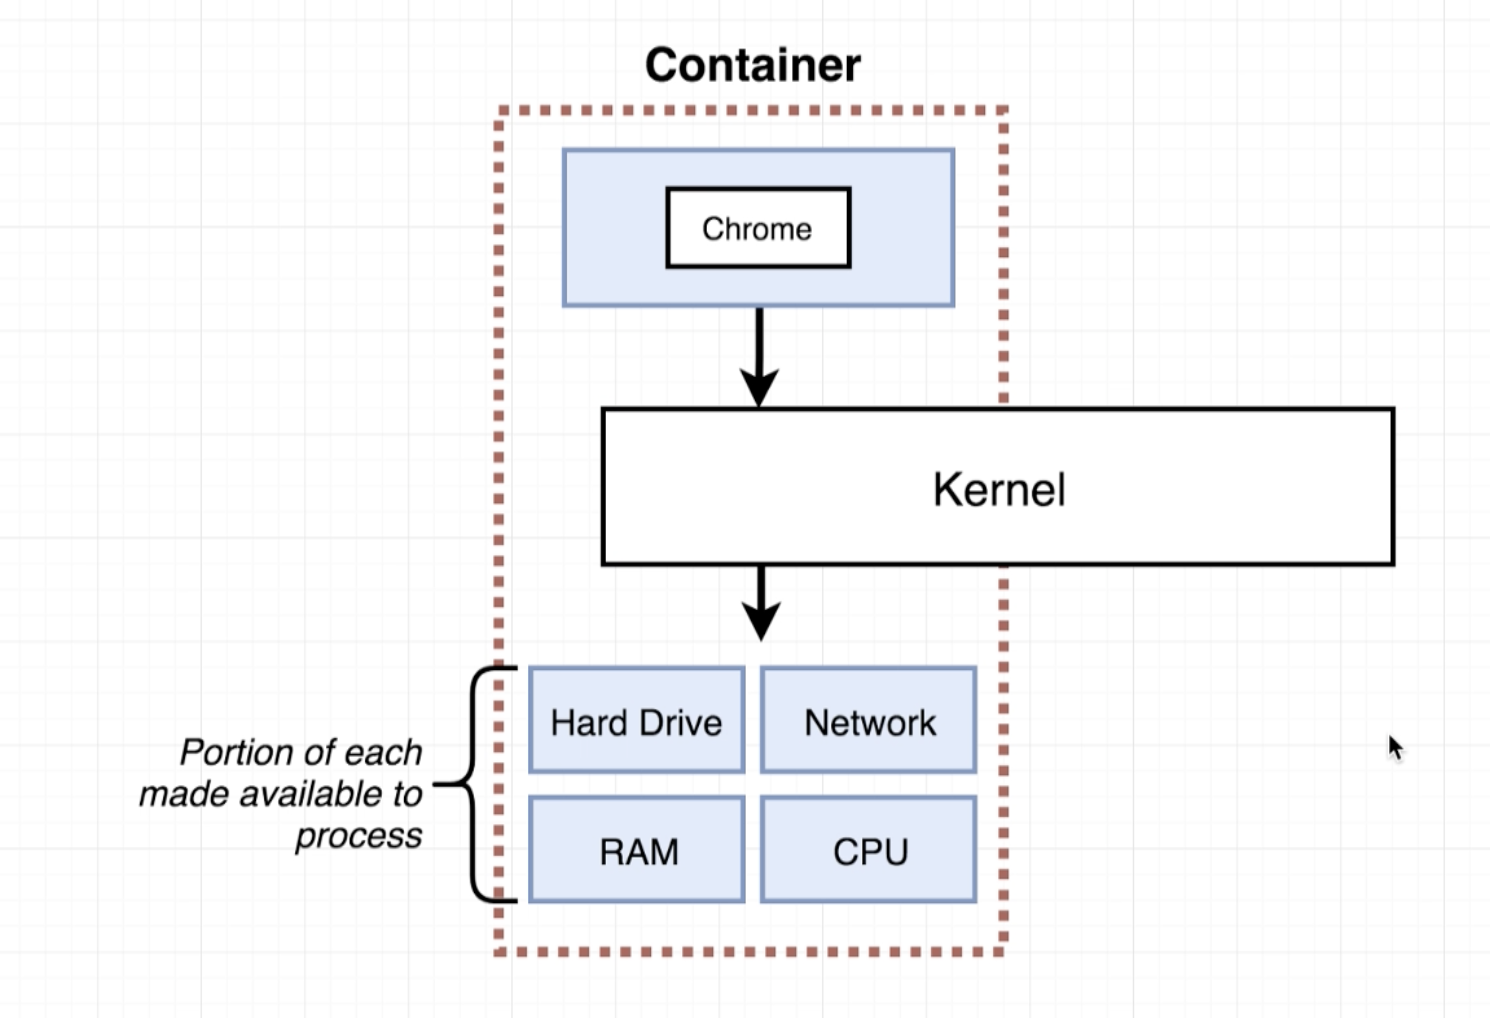 Container
Chrome
Kernel
Hard Drive
Network
Portion of each
made available to
process
RAM
CPU